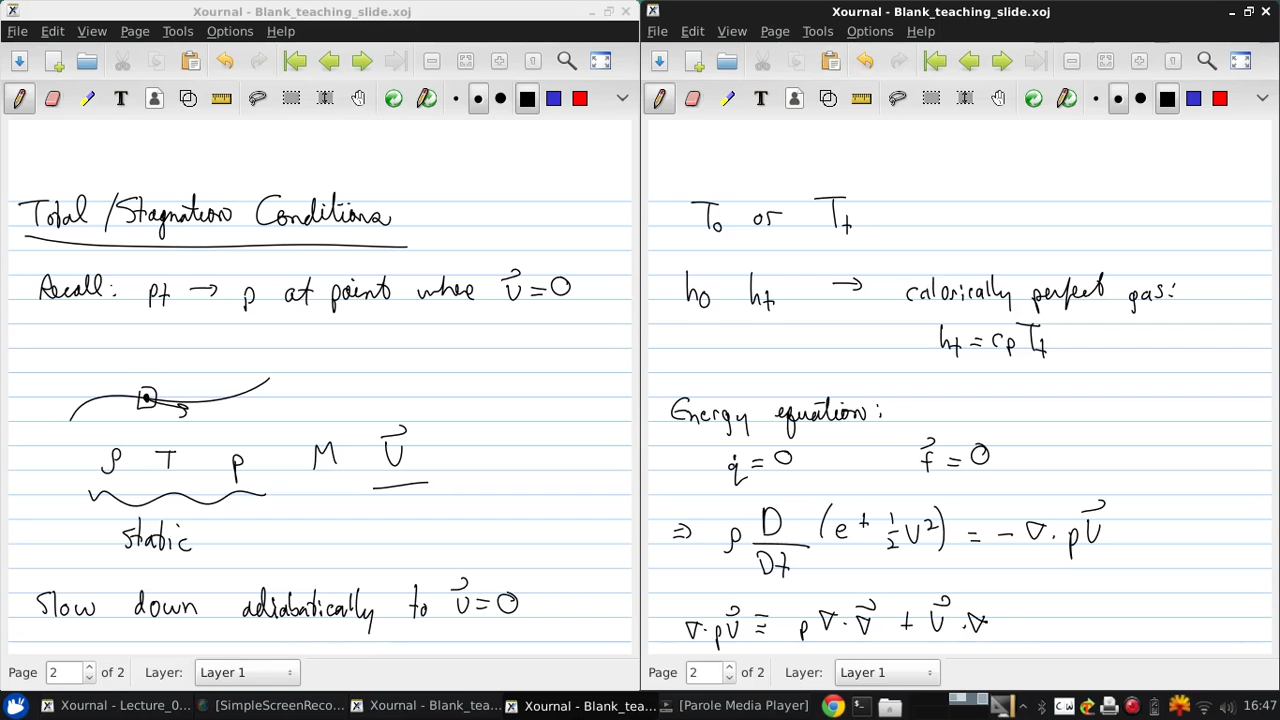 Xournal - Blank_teaching_slide.xoj
File Edit View Page Tools Options Help
Total/Stagnation Conditions
Recall: pt → p at point where V⃗ = 0
ρ T p M V⃗
static
Slow down adiabatically to V⃗ = 0
Page 2 of 2 Layer: Layer 1
Xournal - Blank_teaching_slide.xoj
File Edit View Page Tools Options Help
T₀ or Tt
h₀ ht → calorically perfect gas:
ht = cp Tt
Energy equation:
q̇ = 0 f⃗ = 0
⇒ ρ D/Dt (e + ½V²) = - ∇· pV⃗
∇·pV⃗ = p ∇·V⃗ + V⃗ ·∇
Page 2 of 2 Layer: Layer 1
Xournal - Lecture_0... [SimpleScreenReco... Xournal - Blank_tea... Xournal - Blank_tea... [Parole Media Player] 16:47